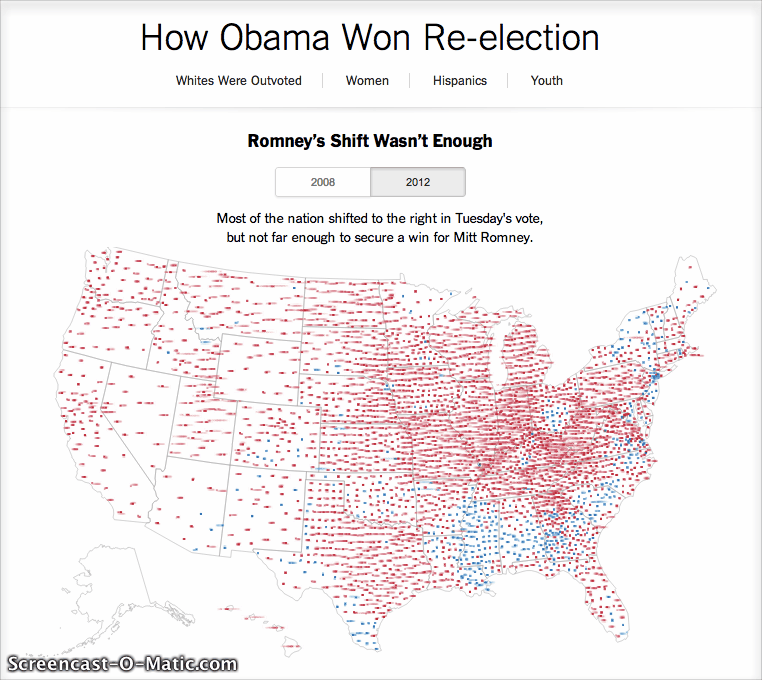 How Obama Won Re-election
Whites Were Outvoted Women Hispanics Youth
Romney’s Shift Wasn’t Enough
2008 2012
Most of the nation shifted to the right in Tuesday's vote,
but not far enough to secure a win for Mitt Romney.
Screencast-O-Matic.com